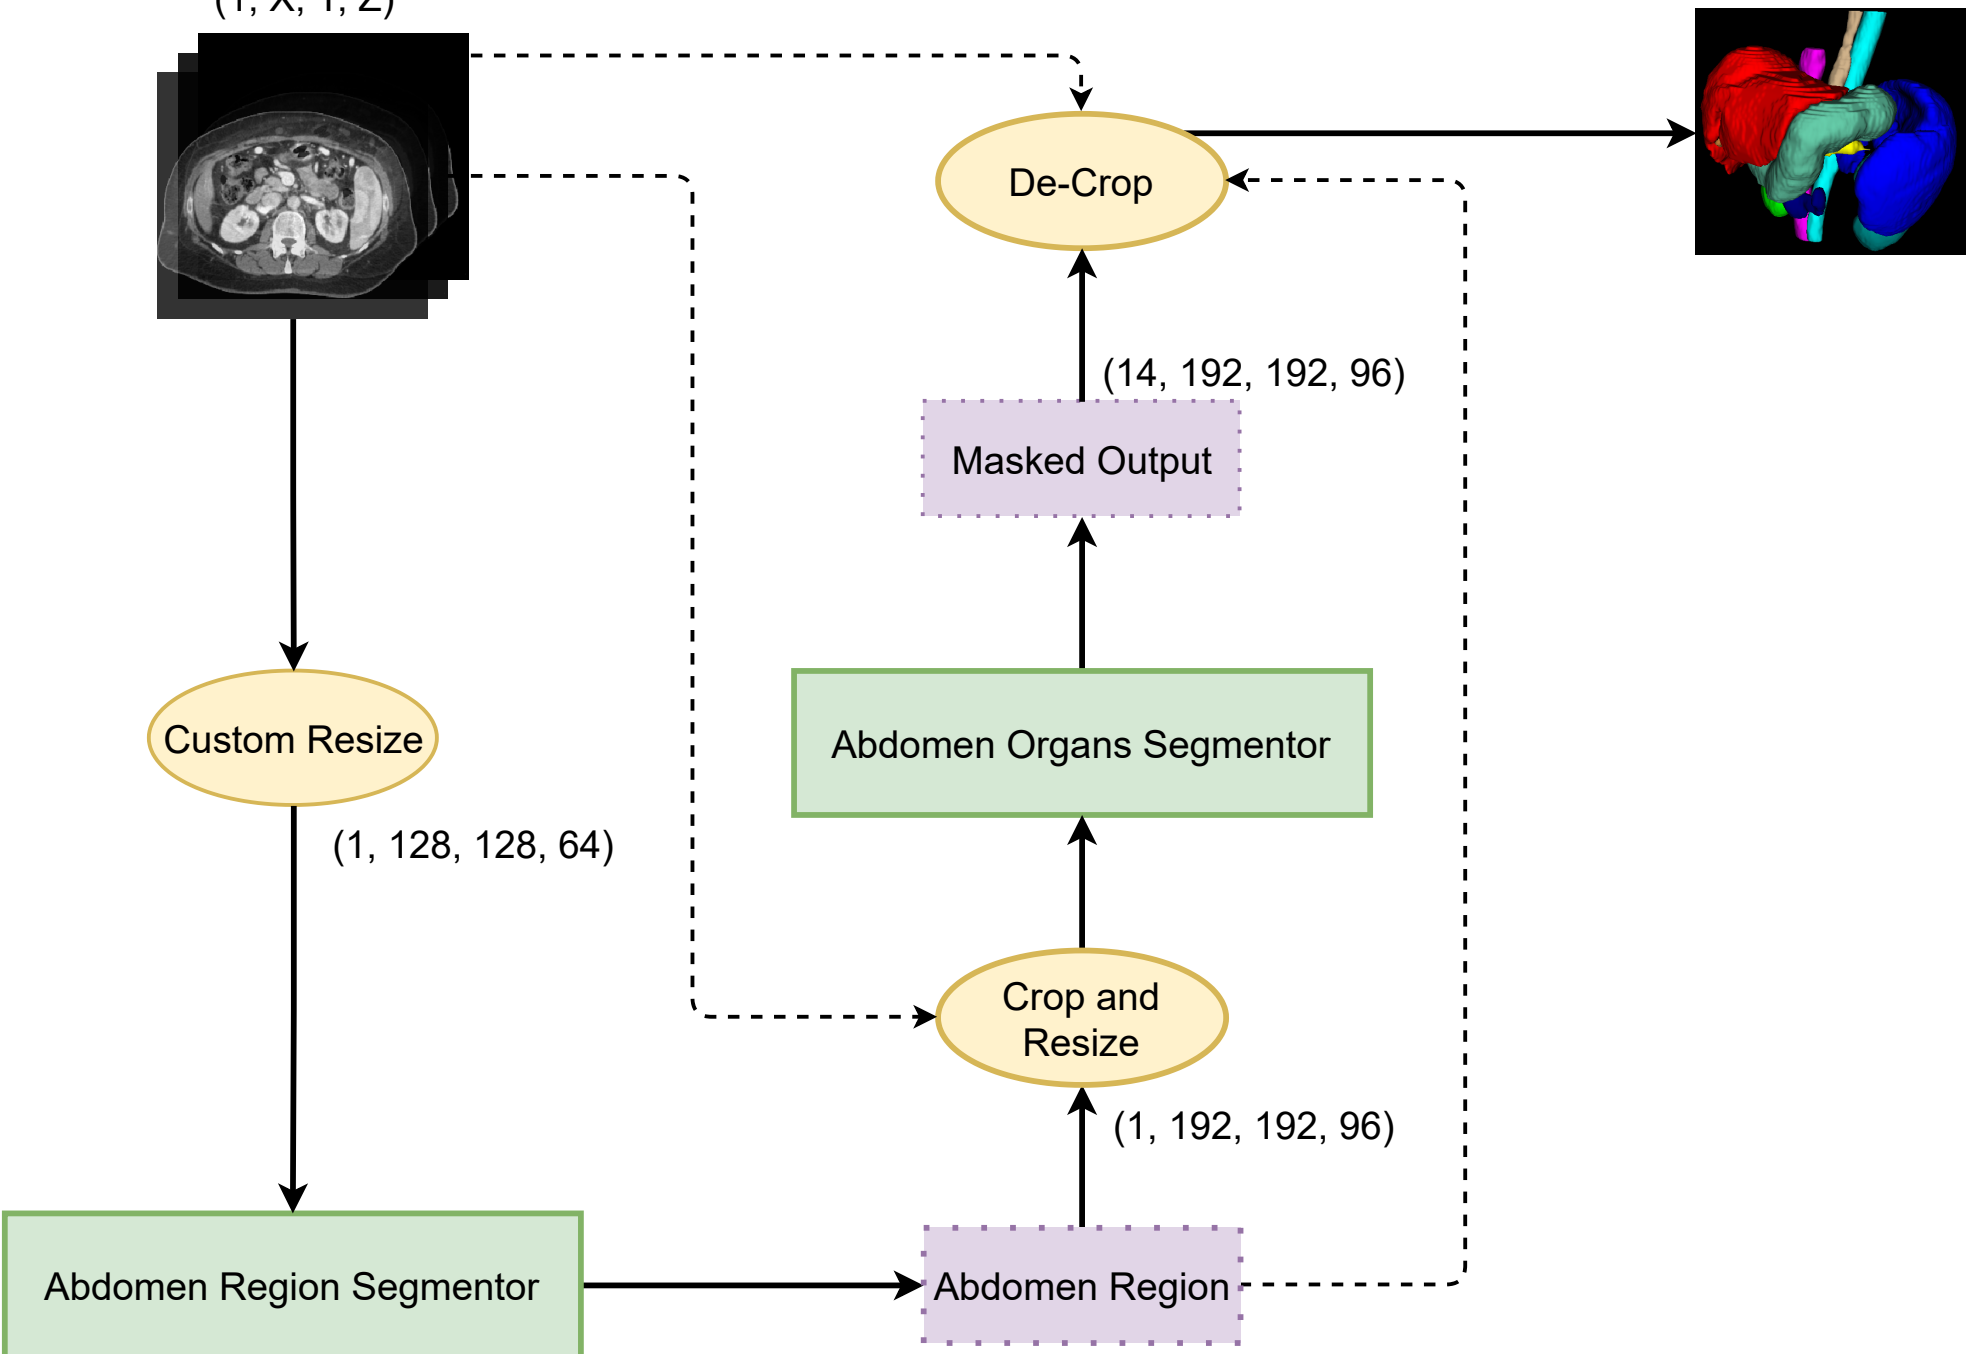 (1, X, Y, Z)
De-Crop
(14, 192, 192, 96)
Masked Output
Custom Resize
Abdomen Organs Segmentor
(1, 128, 128, 64)
Crop and
Resize
(1, 192, 192, 96)
Abdomen Region Segmentor
Abdomen Region